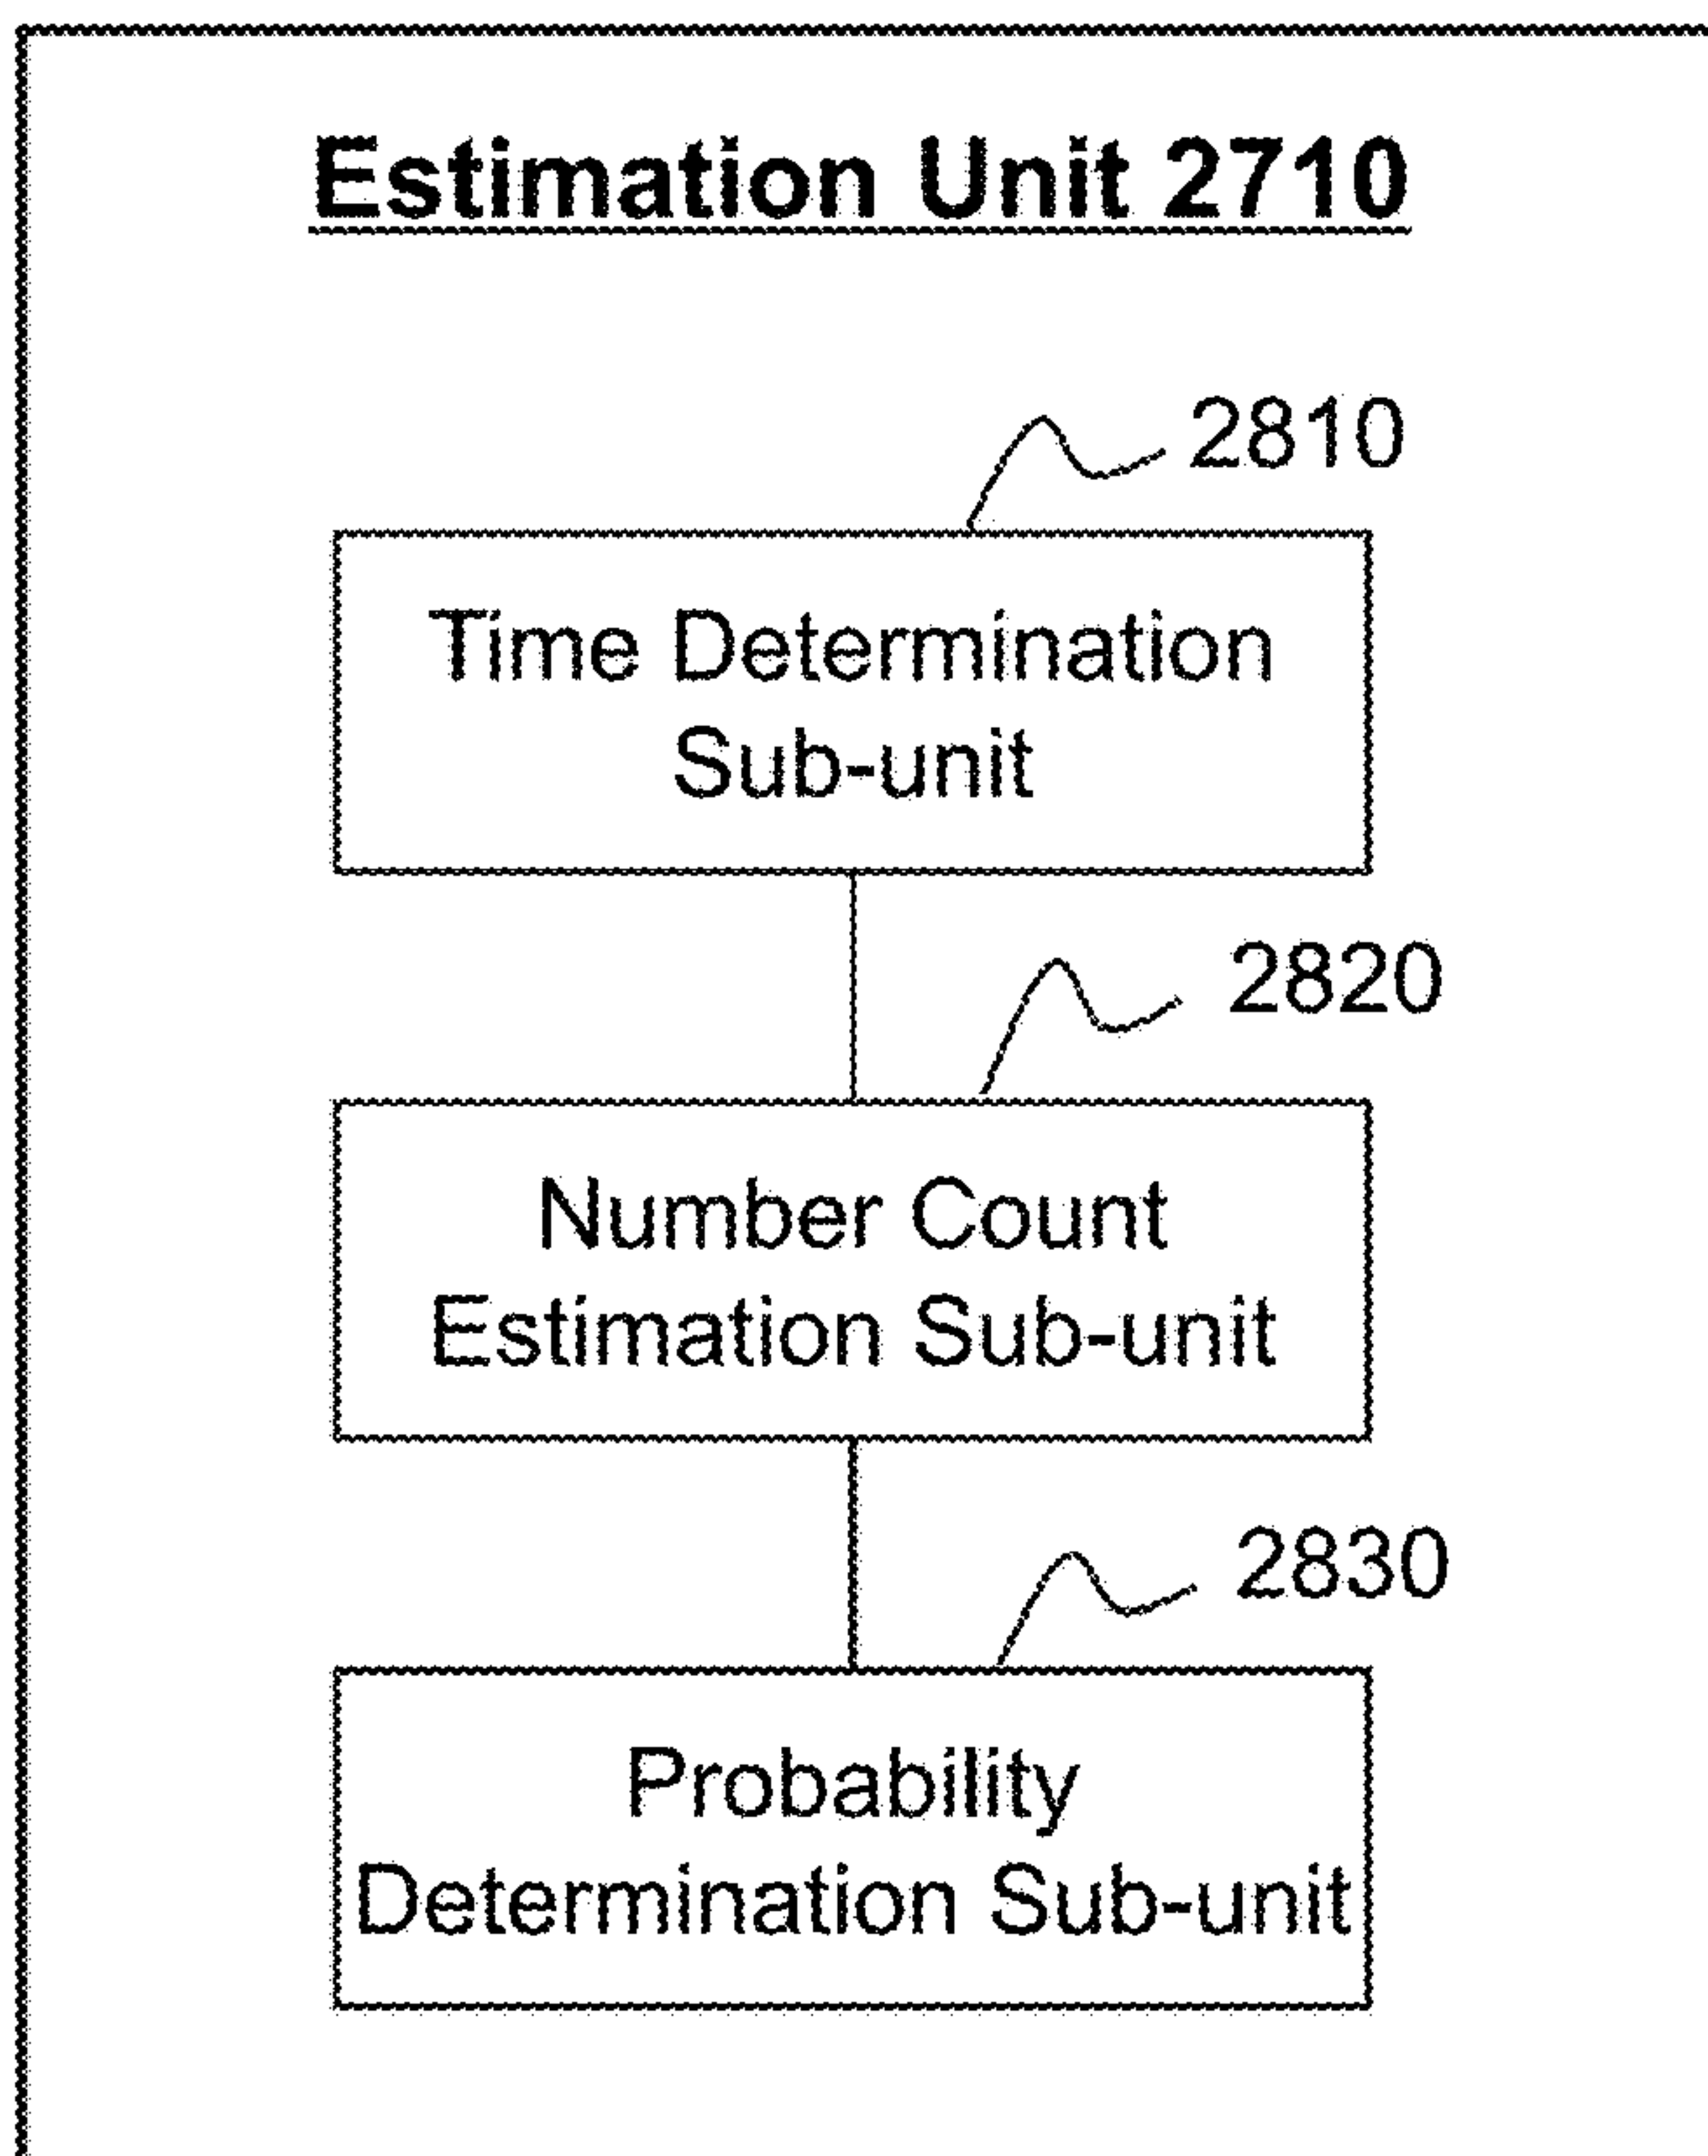 Estimation Unit 2710
2810
Time Determination
Sub-unit
2820
Number Count
Estimation Sub-unit
2830
Probability
Determination Sub-unit